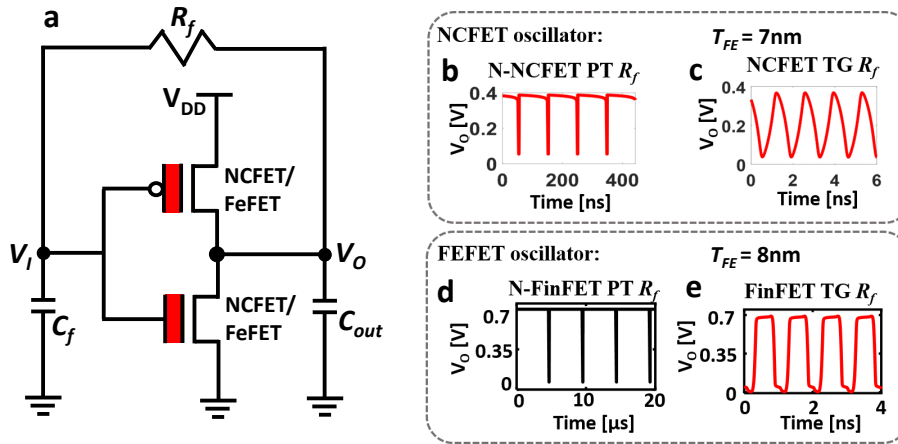 a
R_f
V_DD
NCFET/
FeFET
V_I
V_O
NCFET/
FeFET
C_f
C_out
NCFET oscillator:
T_FE = 7nm
b
N-NCFET PT R_f
V_O [V]
0.4
0.2
0
0
200
400
Time [ns]
c
NCFET TG R_f
V_O [V]
0.4
0.2
0
0
2
4
6
Time [ns]
FEFET oscillator:
T_FE = 8nm
d
N-FinFET PT R_f
V_O [V]
0.7
0.35
0
0
10
20
Time [µs]
e
FinFET TG R_f
V_O [V]
0.7
0.35
0
0
2
4
Time [ns]